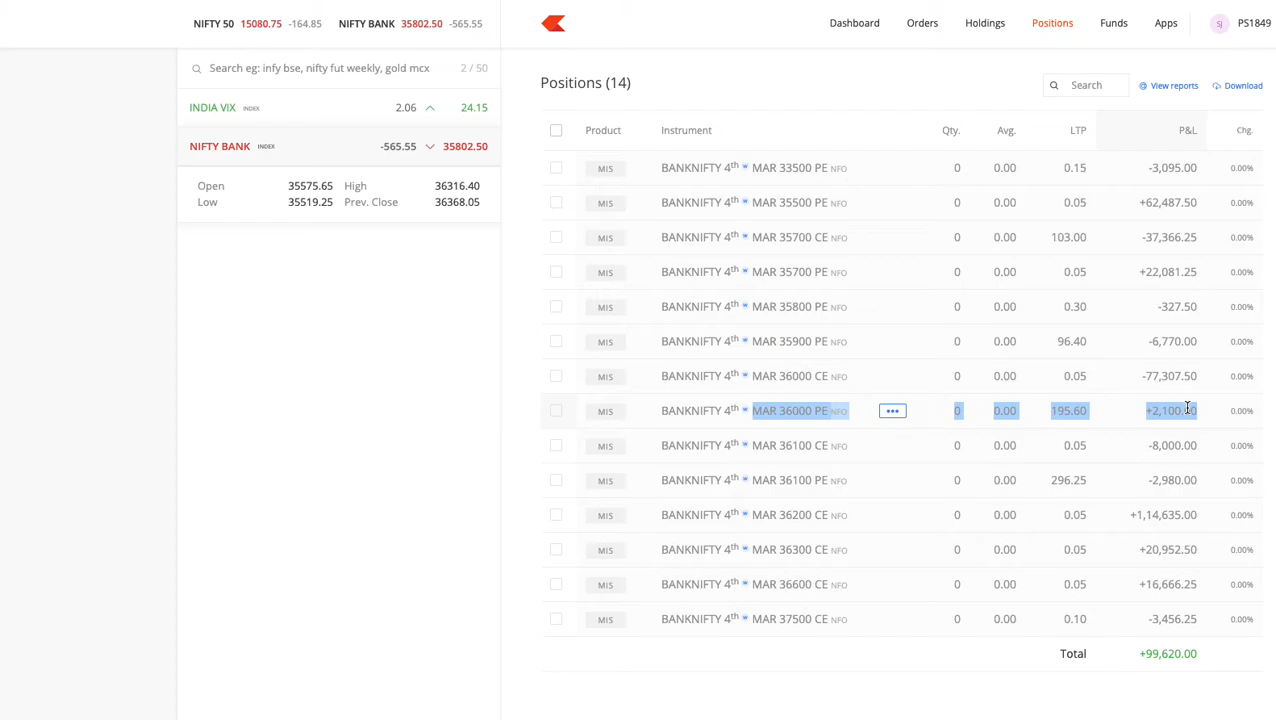 NIFTY 50 15080.75 -164.85 NIFTY BANK 35802.50 -565.55
Dashboard Orders Holdings Positions Funds Apps SJ PS1849
Search eg: infy bse, nifty fut weekly, gold mcx 2 / 50
INDIA VIX INDEX 2.06 24.15
NIFTY BANK INDEX -565.55 35802.50
Open 35575.65 High 36316.40
Low 35519.25 Prev. Close 36368.05
Positions (14) Search View reports Download
Product Instrument Qty. Avg. LTP P&L Chg.
MIS BANKNIFTY 4th w MAR 33500 PE NFO 0 0.00 0.15 -3,095.00 0.00%
MIS BANKNIFTY 4th w MAR 35500 PE NFO 0 0.00 0.05 +62,487.50 0.00%
MIS BANKNIFTY 4th w MAR 35700 CE NFO 0 0.00 103.00 -37,366.25 0.00%
MIS BANKNIFTY 4th w MAR 35700 PE NFO 0 0.00 0.05 +22,081.25 0.00%
MIS BANKNIFTY 4th w MAR 35800 PE NFO 0 0.00 0.30 -327.50 0.00%
MIS BANKNIFTY 4th w MAR 35900 PE NFO 0 0.00 96.40 -6,770.00 0.00%
MIS BANKNIFTY 4th w MAR 36000 CE NFO 0 0.00 0.05 -77,307.50 0.00%
MIS BANKNIFTY 4th w MAR 36000 PE NFO ••• 0 0.00 195.60 +2,100.00 0.00%
MIS BANKNIFTY 4th w MAR 36100 CE NFO 0 0.00 0.05 -8,000.00 0.00%
MIS BANKNIFTY 4th w MAR 36100 PE NFO 0 0.00 296.25 -2,980.00 0.00%
MIS BANKNIFTY 4th w MAR 36200 CE NFO 0 0.00 0.05 +1,14,635.00 0.00%
MIS BANKNIFTY 4th w MAR 36300 CE NFO 0 0.00 0.05 +20,952.50 0.00%
MIS BANKNIFTY 4th w MAR 36600 CE NFO 0 0.00 0.05 +16,666.25 0.00%
MIS BANKNIFTY 4th w MAR 37500 CE NFO 0 0.00 0.10 -3,456.25 0.00%
Total +99,620.00